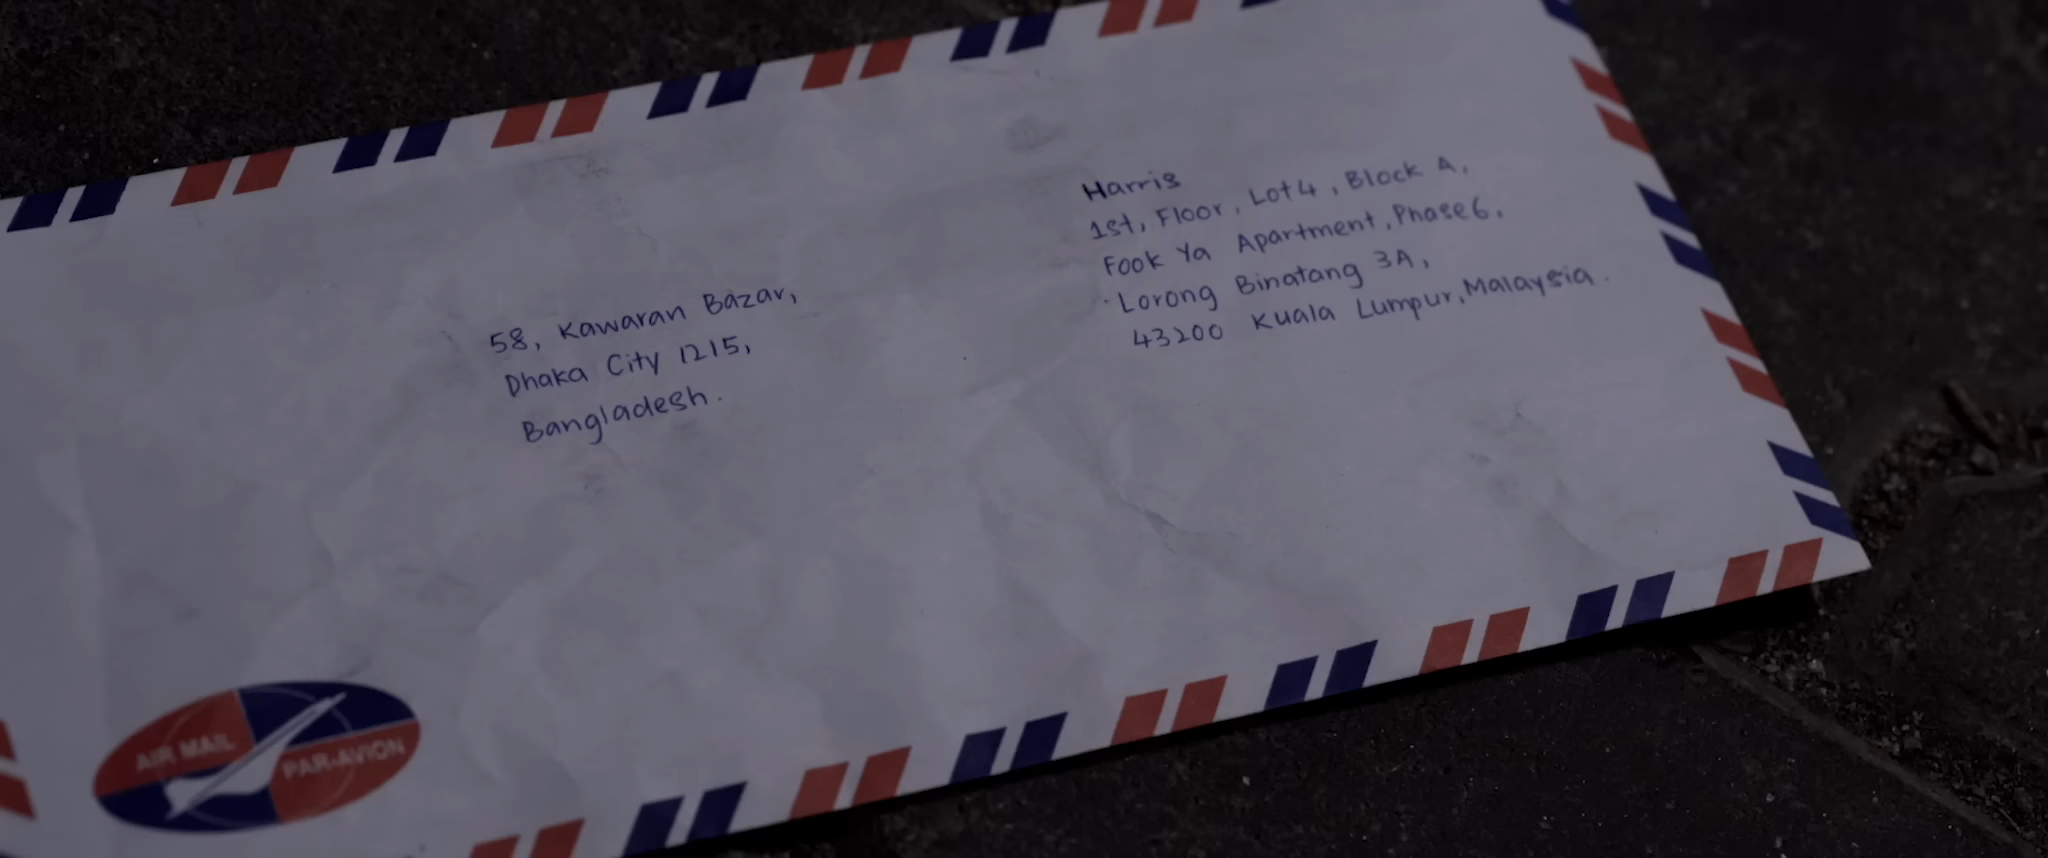 58, Kawaran Bazar,
Dhaka City 1215,
Bangladesh.
Harris
1st, Floor, Lot 4, Block A,
Fook Ya Apartment, Phase 6,
Lorong Binatang 3A,
43200 Kuala Lumpur, Malaysia.
AIR MAIL
PAR-AVION